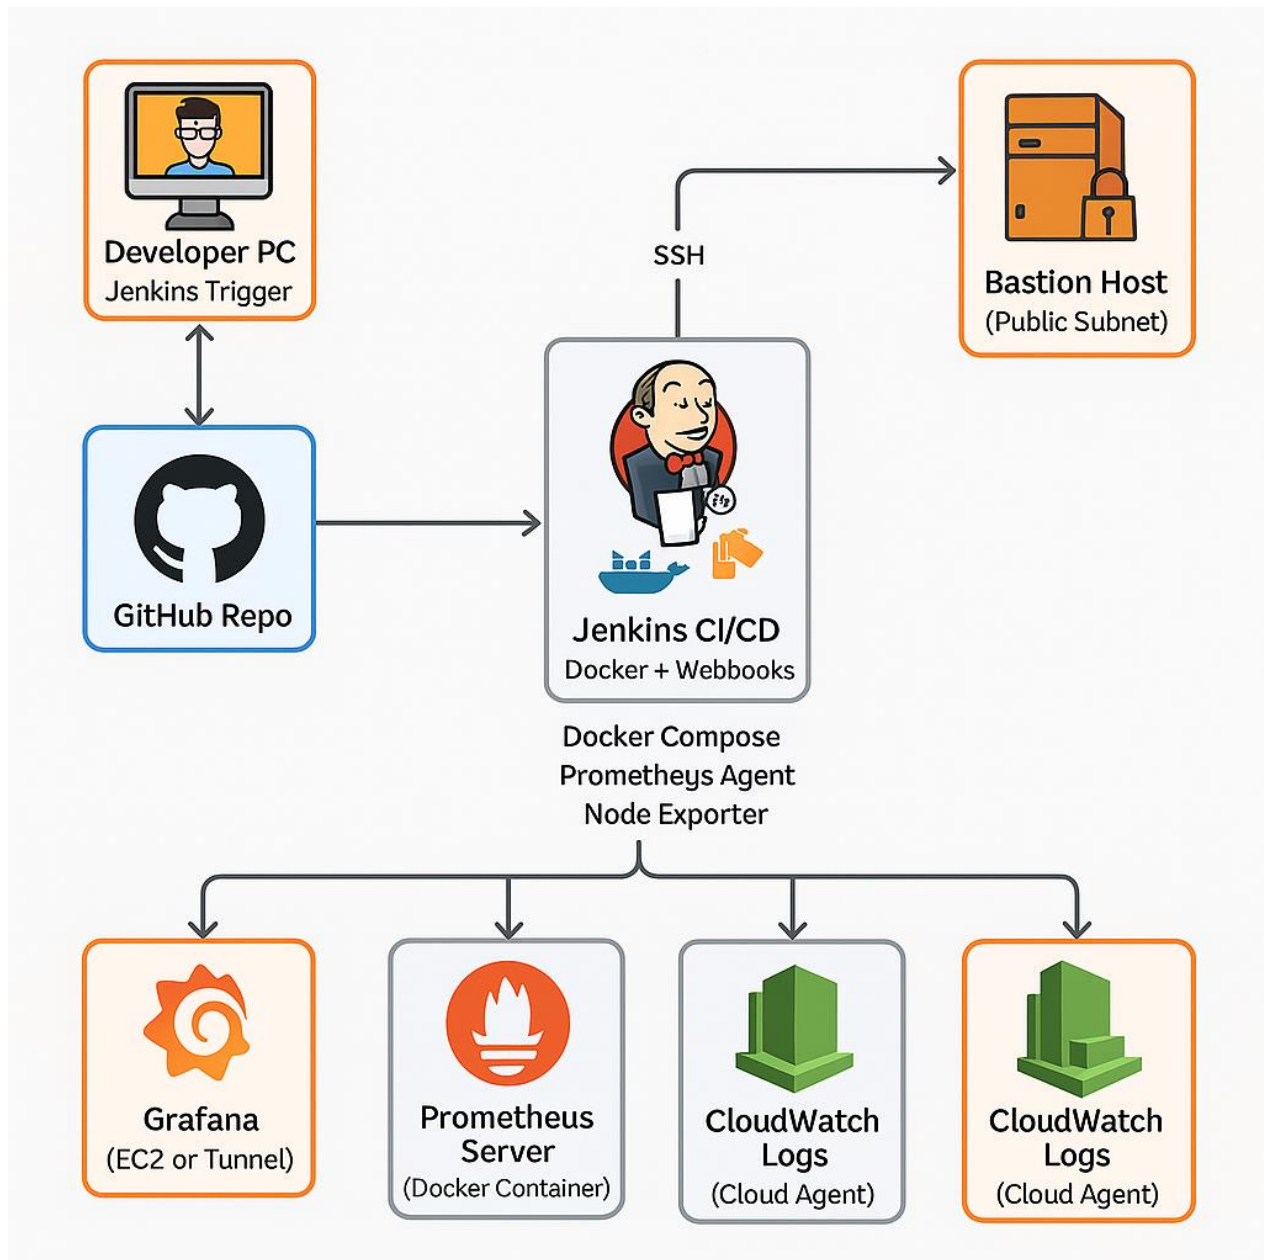 Developer PC
Jenkins Trigger
SSH
Bastion Host
(Public Subnet)
GitHub Repo
Jenkins CI/CD
Docker + Webbooks
Docker Compose
Prometheys Agent
Node Exporter
Grafana
(EC2 or Tunnel)
Prometheus
Server
(Docker Container)
CloudWatch
Logs
(Cloud Agent)
CloudWatch
Logs
(Cloud Agent)